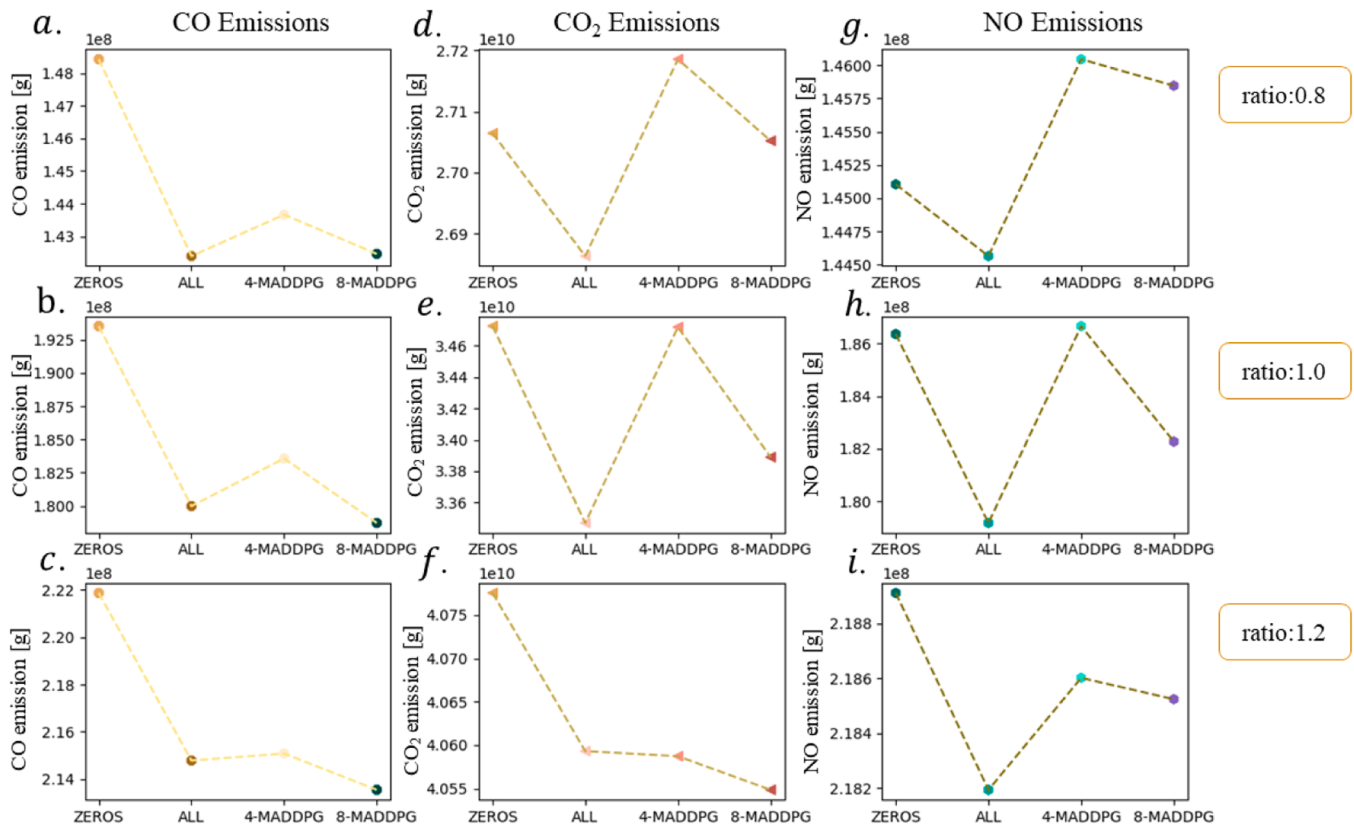 a. CO Emissions
1e8
1.48
1.47
1.46
1.45
1.44
1.43
CO emission [g]
ZEROS ALL 4-MADDPG 8-MADDPG
d. CO₂ Emissions
1e10
2.72
2.71
2.70
2.69
CO₂ emission [g]
ZEROS ALL 4-MADDPG 8-MADDPG
g. NO Emissions
1e8
1.4600
1.4575
1.4550
1.4525
1.4500
1.4475
1.4450
NO emission [g]
ZEROS ALL 4-MADDPG 8-MADDPG
ratio:0.8
b.
1e8
1.925
1.900
1.875
1.850
1.825
1.800
CO emission [g]
ZEROS ALL 4-MADDPG 8-MADDPG
e.
1e10
3.46
3.44
3.42
3.40
3.38
3.36
CO₂ emission [g]
ZEROS ALL 4-MADDPG 8-MADDPG
h.
1e8
1.86
1.84
1.82
1.80
NO emission [g]
ZEROS ALL 4-MADDPG 8-MADDPG
ratio:1.0
c.
1e8
2.22
2.20
2.18
2.16
2.14
CO emission [g]
ZEROS ALL 4-MADDPG 8-MADDPG
f.
1e10
4.075
4.070
4.065
4.060
4.055
CO₂ emission [g]
ZEROS ALL 4-MADDPG 8-MADDPG
i.
1e8
2.188
2.186
2.184
2.182
NO emission [g]
ZEROS ALL 4-MADDPG 8-MADDPG
ratio:1.2